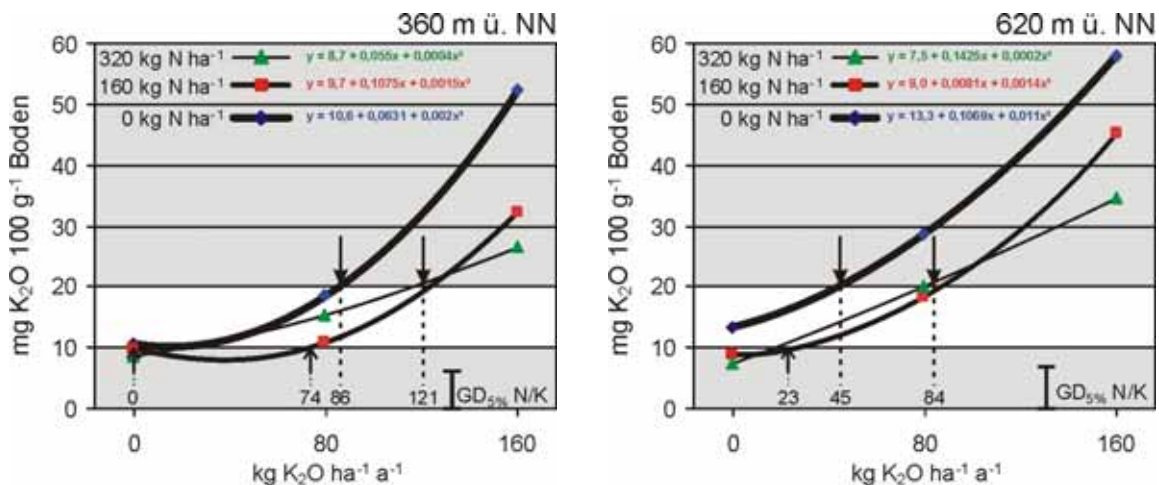 360 m ü. NN
mg K₂O 100 g⁻¹ Boden
60
50
40
30
20
10
0
320 kg N ha⁻¹ y = 8,7 + 0,055x + 0,0004x²
160 kg N ha⁻¹ y = 9,7 + 0,1075x + 0,0015x²
0 kg N ha⁻¹ y = 10,6 + 0,0631 + 0,002x²
0 74 86 121 GD5% N/K
0 80 160
kg K₂O ha⁻¹ a⁻¹
620 m ü. NN
mg K₂O 100 g⁻¹ Boden
60
50
40
30
20
10
0
320 kg N ha⁻¹ y = 7,5 + 0,1425x + 0,0002x²
160 kg N ha⁻¹ y = 9,0 + 0,0081x + 0,0014x²
0 kg N ha⁻¹ y = 13,3 + 0,1069x + 0,011x²
23 45 84 GD5% N/K
0 80 160
kg K₂O ha⁻¹ a⁻¹